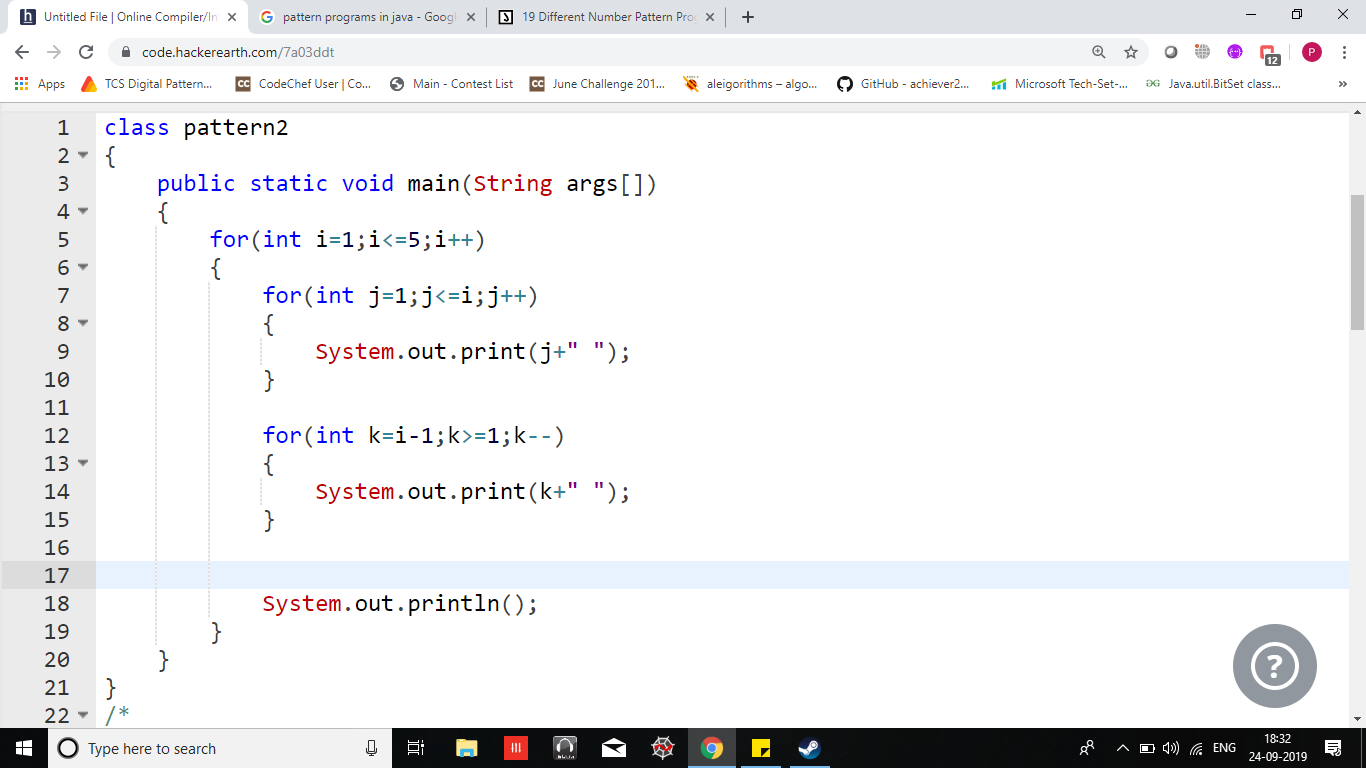 Untitled File | Online Compiler/In
pattern programs in java - Googl
19 Different Number Pattern Pro
code.hackerearth.com/7a03ddt
P
12
Apps
TCS Digital Pattern...
CodeChef User | Co...
Main - Contest List
June Challenge 201...
aleigorithms – algo...
GitHub - achiever2...
Microsoft Tech-Set-...
Java.util.BitSet class...
»
1 class pattern2
2 {
3 public static void main(String args[])
4 {
5 for(int i=1;i<=5;i++)
6 {
7 for(int j=1;j<=i;j++)
8 {
9 System.out.print(j+" ");
10 }
11
12 for(int k=i-1;k>=1;k--)
13 {
14 System.out.print(k+" ");
15 }
16
17
18 System.out.println();
19 }
20 }
21 }
22 /*
?
Type here to search
ENG
18:32
24-09-2019